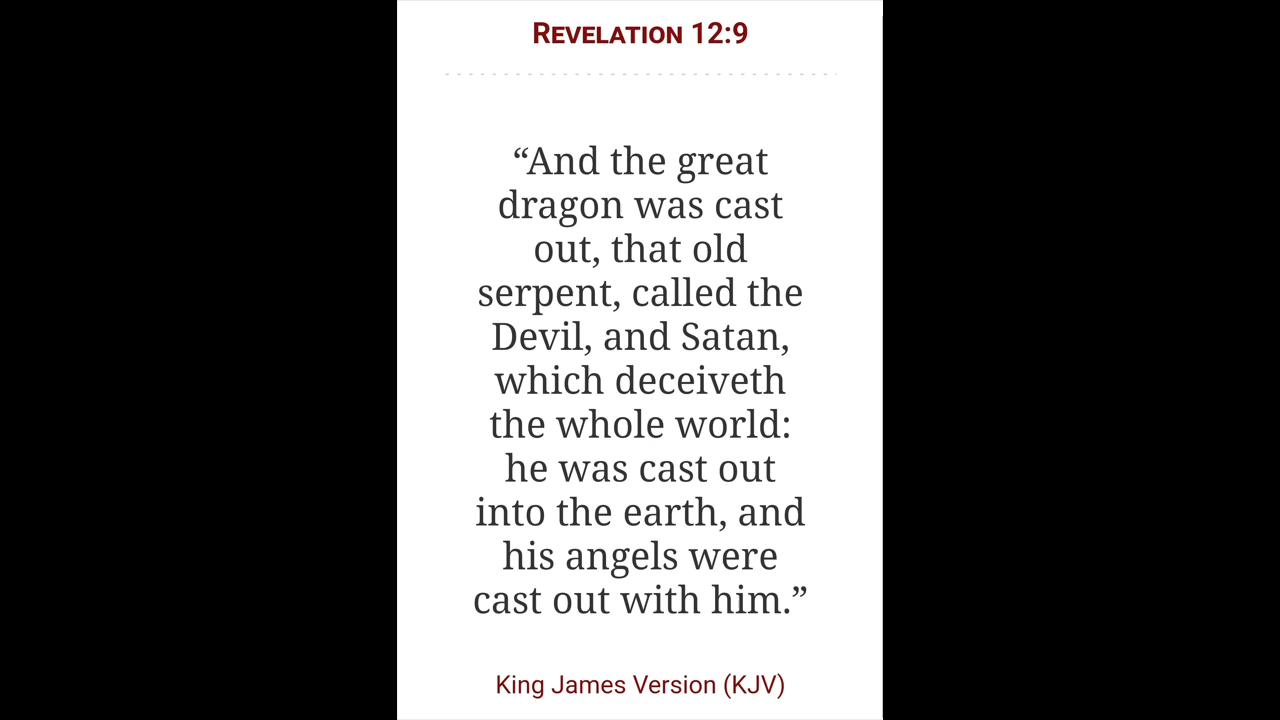 REVELATION 12:9
“And the great
dragon was cast
out, that old
serpent, called the
Devil, and Satan,
which deceiveth
the whole world:
he was cast out
into the earth, and
his angels were
cast out with him.”
King James Version (KJV)